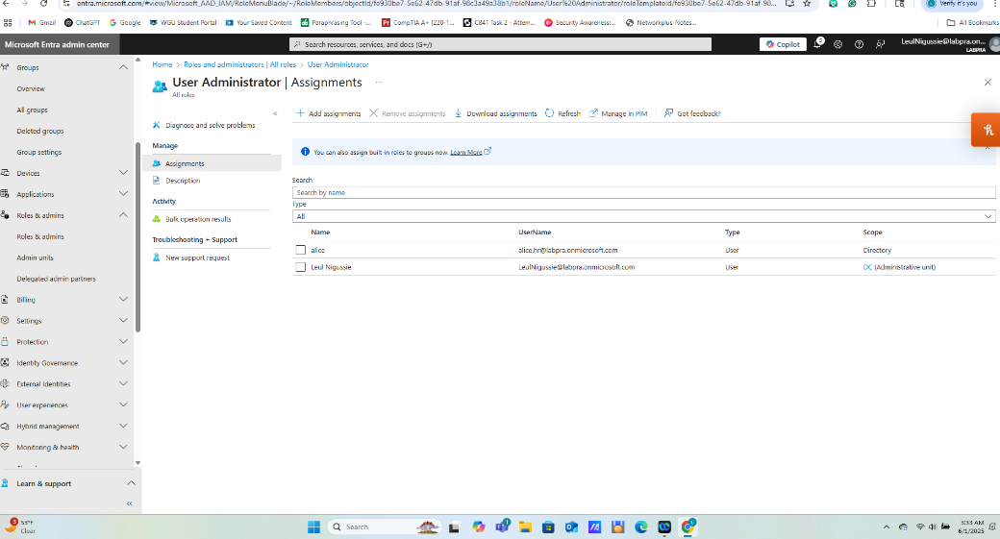 entra.microsoft.com/#view/Microsoft_AAD_IAM/RoleMenuBlade/~/RoleMembers/objectId/fe930be7-5e62-47db-91af-98c3a49a38b1/roleName/User%20Administrator/roleTemplateId/fe930be7-5e62-47db-91af-98...
Verify it's you
Gmail
ChatGPT
Google
WGU Student Portal
Your Saved Content
Paraphrasing Tool -...
CompTIA A+ (220-1...
C841 Task 2 - Attem...
Security Awareness:...
Networkplus-Notes...
All Bookmarks
Microsoft Entra admin center
Search resources, services, and docs (G+/)
Copilot
LeulNigussie@labpra.on...
LABPRA
Groups
Overview
All groups
Deleted groups
Group settings
Devices
Applications
Roles & admins
Roles & admins
Admin units
Delegated admin partners
Billing
Settings
Protection
Identity Governance
External Identities
User experiences
Hybrid management
Monitoring & health
Learn & support
Home > Roles and administrators | All roles > User Administrator
User Administrator | Assignments ...
All roles
Diagnose and solve problems
Manage
Assignments
Description
Activity
Bulk operation results
Troubleshooting + Support
New support request
Add assignments
Remove assignments
Download assignments
Refresh
Manage in PIM
Got feedback?
You can also assign built-in roles to groups now. Learn More
Search
Search by name
Type
All
Name UserName Type Scope
alice alice.hr@labpra.onmicrosoft.com User Directory
Leul Nigussie LeulNigussie@labpra.onmicrosoft.com User DC (Administrative unit)
53°F
Clear
Search
3:33 AM
6/1/2025